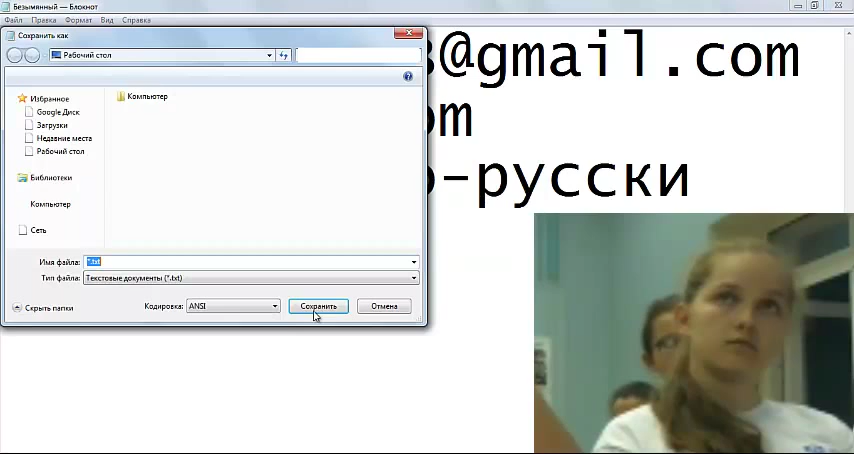 Безымянный — Блокнот
Файл Правка Формат Вид Справка
Сохранить как
Рабочий стол
Избранное
Google Диск
Загрузки
Недавние места
Рабочий стол
Библиотеки
Компьютер
Сеть
Компьютер
Имя файла: *.txt
Тип файла: Текстовые документы (*.txt)
Скрыть папки
Кодировка: ANSI
Сохранить
Отмена
@gmail.com
om
-русски